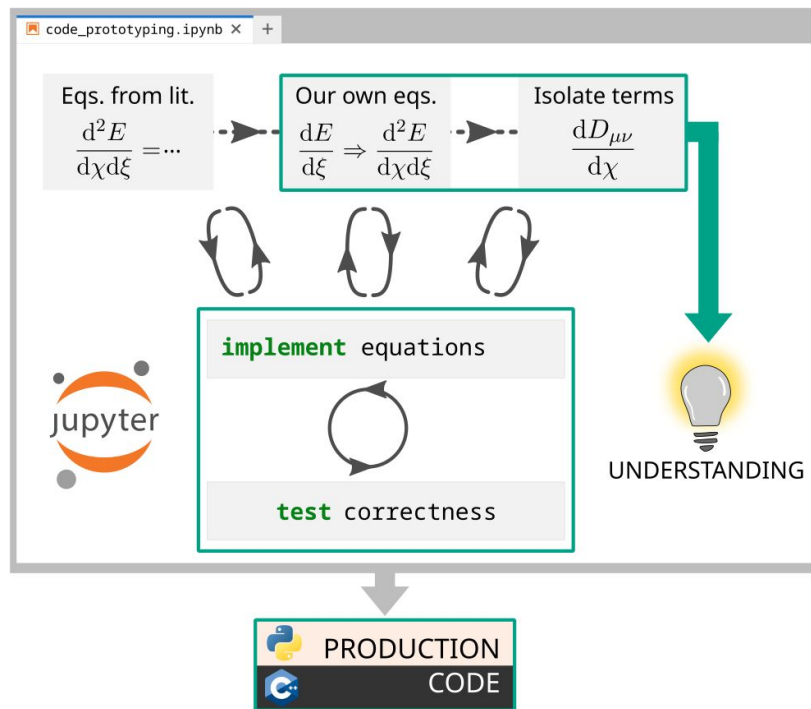 code_prototyping.ipynb × +
Eqs. from lit. Our own eqs. Isolate terms
d²E/dχdξ =··· dE/dξ ⇒ d²E/dχdξ dD_μν/dχ
implement equations
jupyter
UNDERSTANDING
test correctness
PRODUCTION
C++ CODE